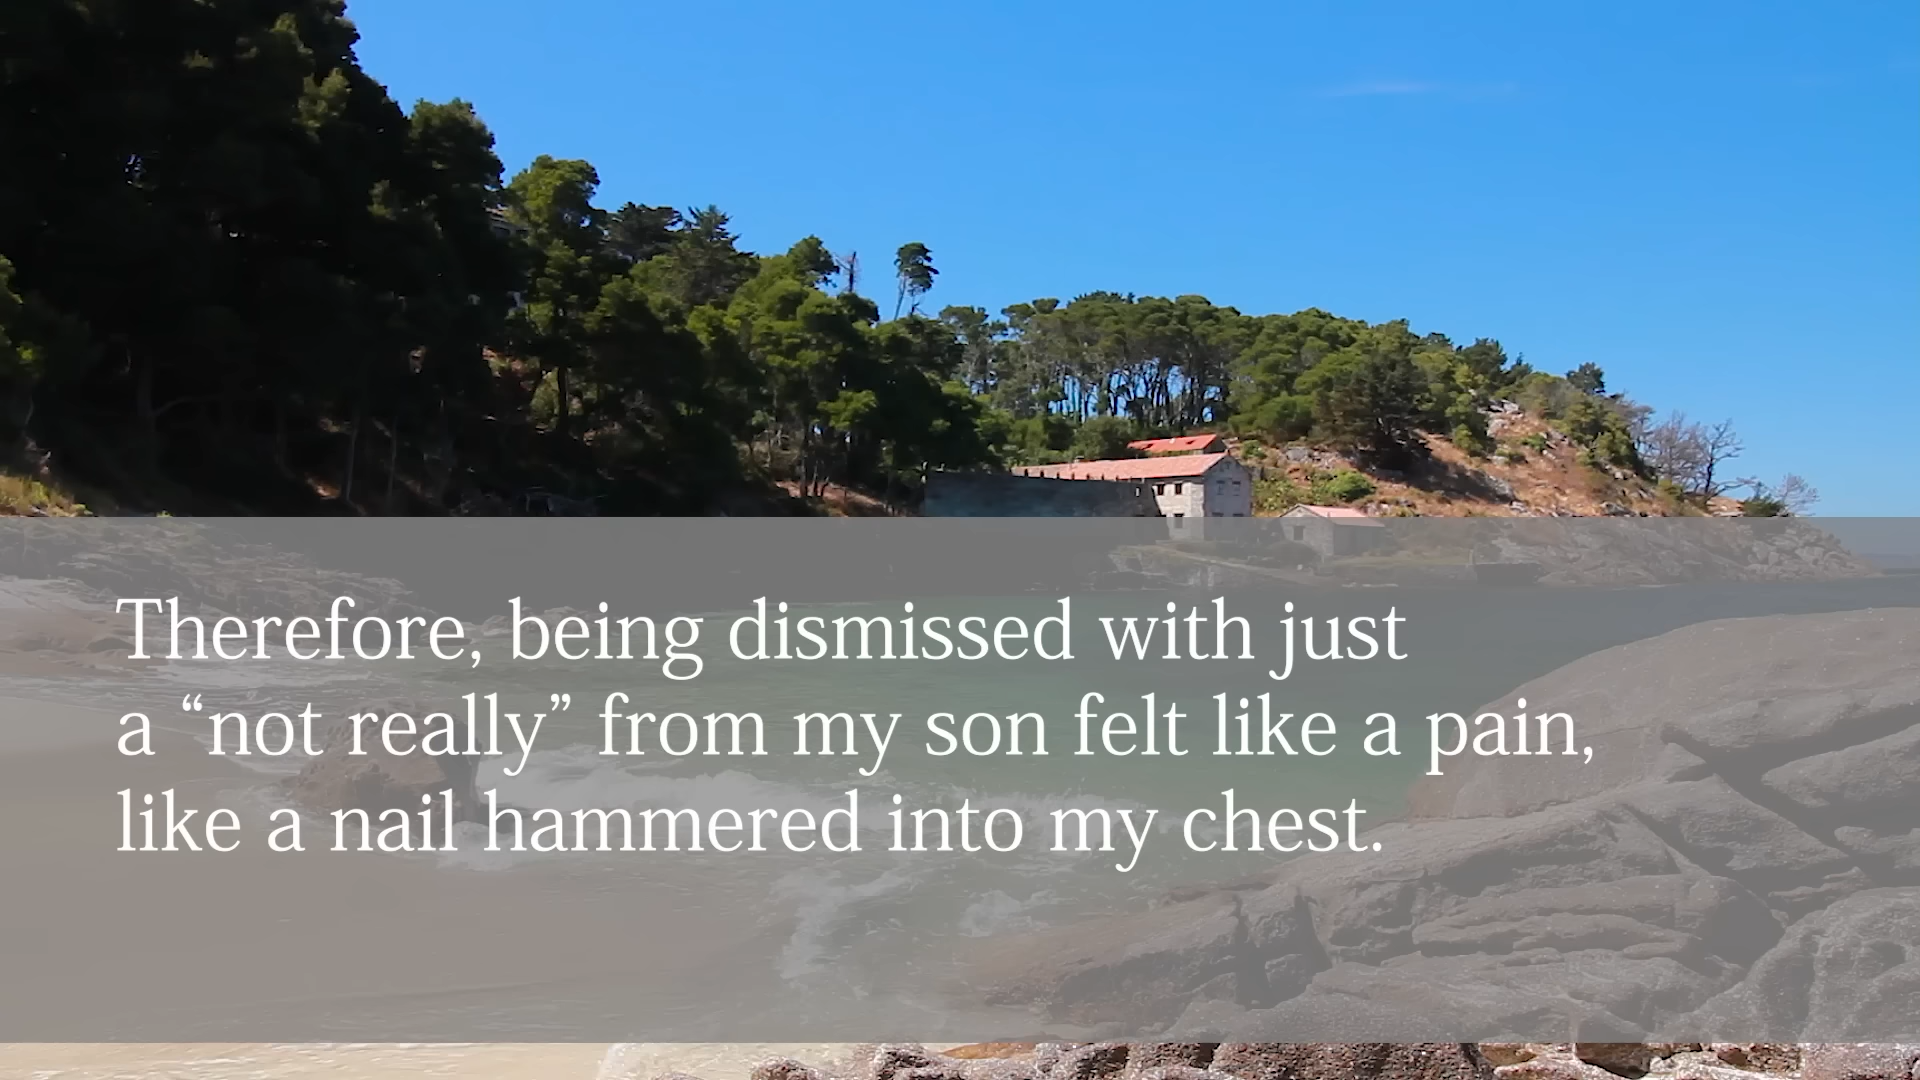 Therefore, being dismissed with just
a “not really” from my son felt like a pain,
like a nail hammered into my chest.